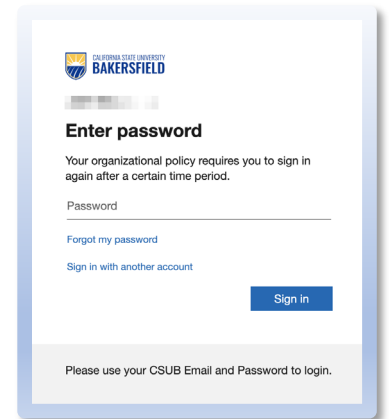 CALIFORNIA STATE UNIVERSITY
BAKERSFIELD
Enter password
Your organizational policy requires you to sign in
again after a certain time period.
Password
Forgot my password
Sign in with another account
Sign in
Please use your CSUB Email and Password to login.